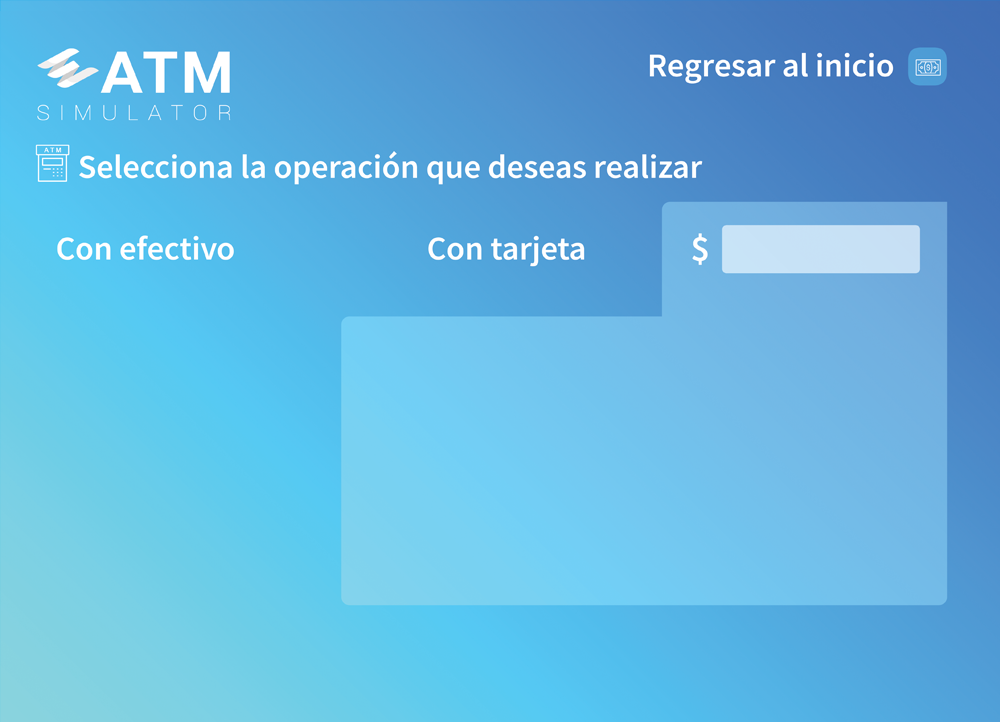 ATM
SIMULATOR
Regresar al inicio
ATM
Selecciona la operación que deseas realizar
Con efectivo
Con tarjeta
$